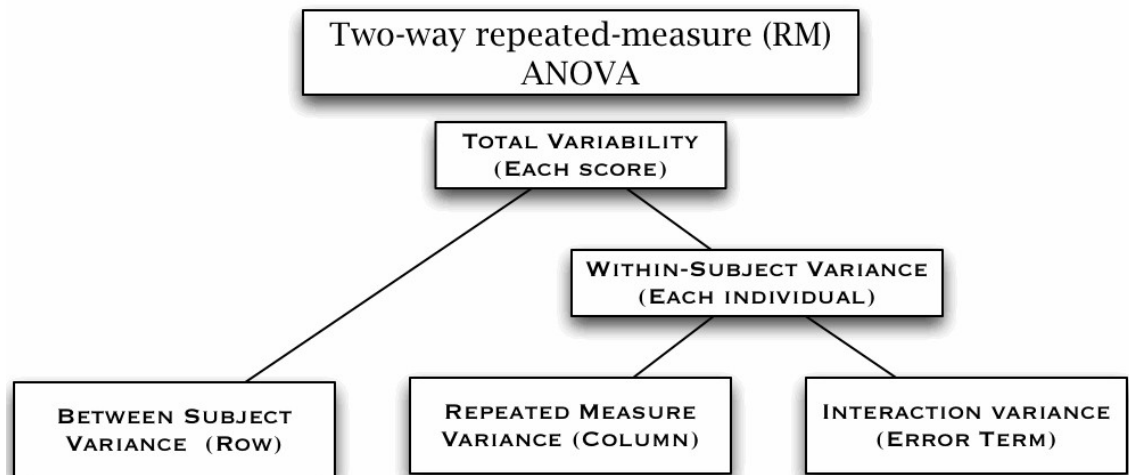 Two-way repeated-measure (RM)
ANOVA
TOTAL VARIABILITY
(EACH SCORE)
WITHIN-SUBJECT VARIANCE
(EACH INDIVIDUAL)
BETWEEN SUBJECT
VARIANCE (ROW)
REPEATED MEASURE
VARIANCE (COLUMN)
INTERACTION VARIANCE
(ERROR TERM)